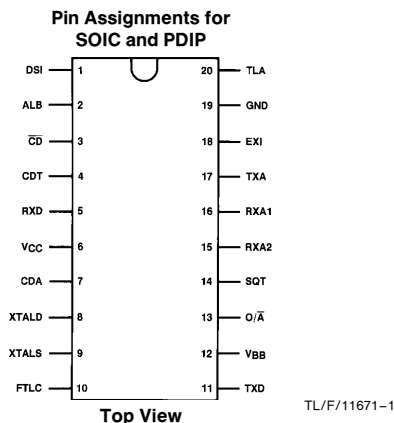 Pin Assignments for
SOIC and PDIP
DSI 1 20 TLA
ALB 2 19 GND
C̅D̅ 3 18 EXI
CDT 4 17 TXA
RXD 5 16 RXA1
VCC 6 15 RXA2
CDA 7 14 SQT
XTALD 8 13 O/A̅
XTALS 9 12 VBB
FTLC 10 11 TXD
TL/F/11671–1
Top View